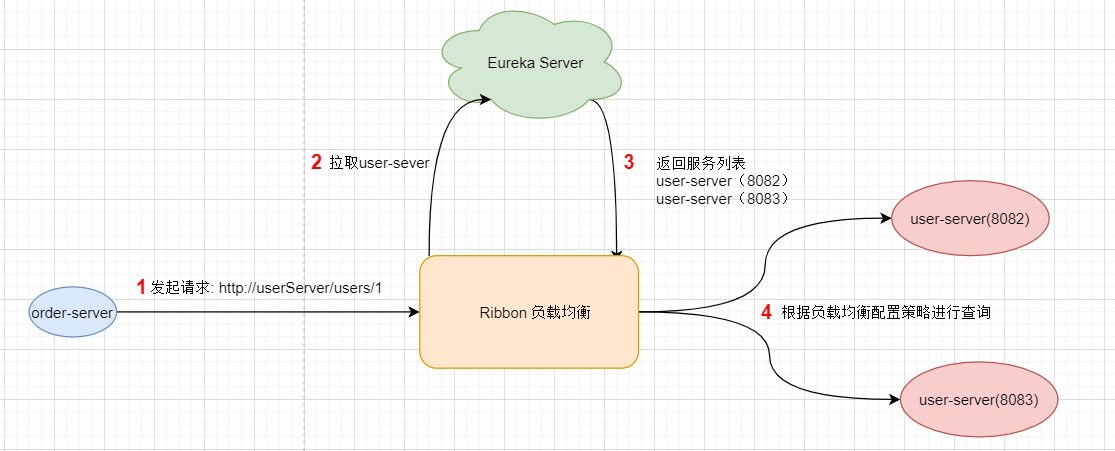 Eureka Server
2 拉取user-sever
3 返回服务列表
user-server（8082）
user-server（8083）
user-server(8082)
1 发起请求: http://userServer/users/1
order-server
Ribbon 负载均衡
4 根据负载均衡配置策略进行查询
user-server(8083)